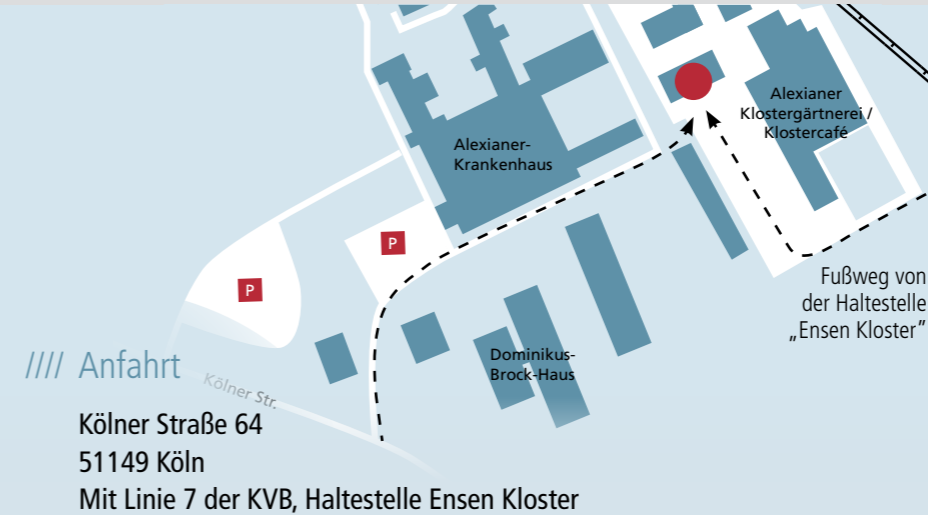 Alexianer
Klostergärtnerei /
Klostercafé
Alexianer-
Krankenhaus
P
P
Fußweg von
der Haltestelle
„Ensen Kloster”
Dominikus-
Brock-Haus
Kölner Str.
//// Anfahrt
Kölner Straße 64
51149 Köln
Mit Linie 7 der KVB, Haltestelle Ensen Kloster